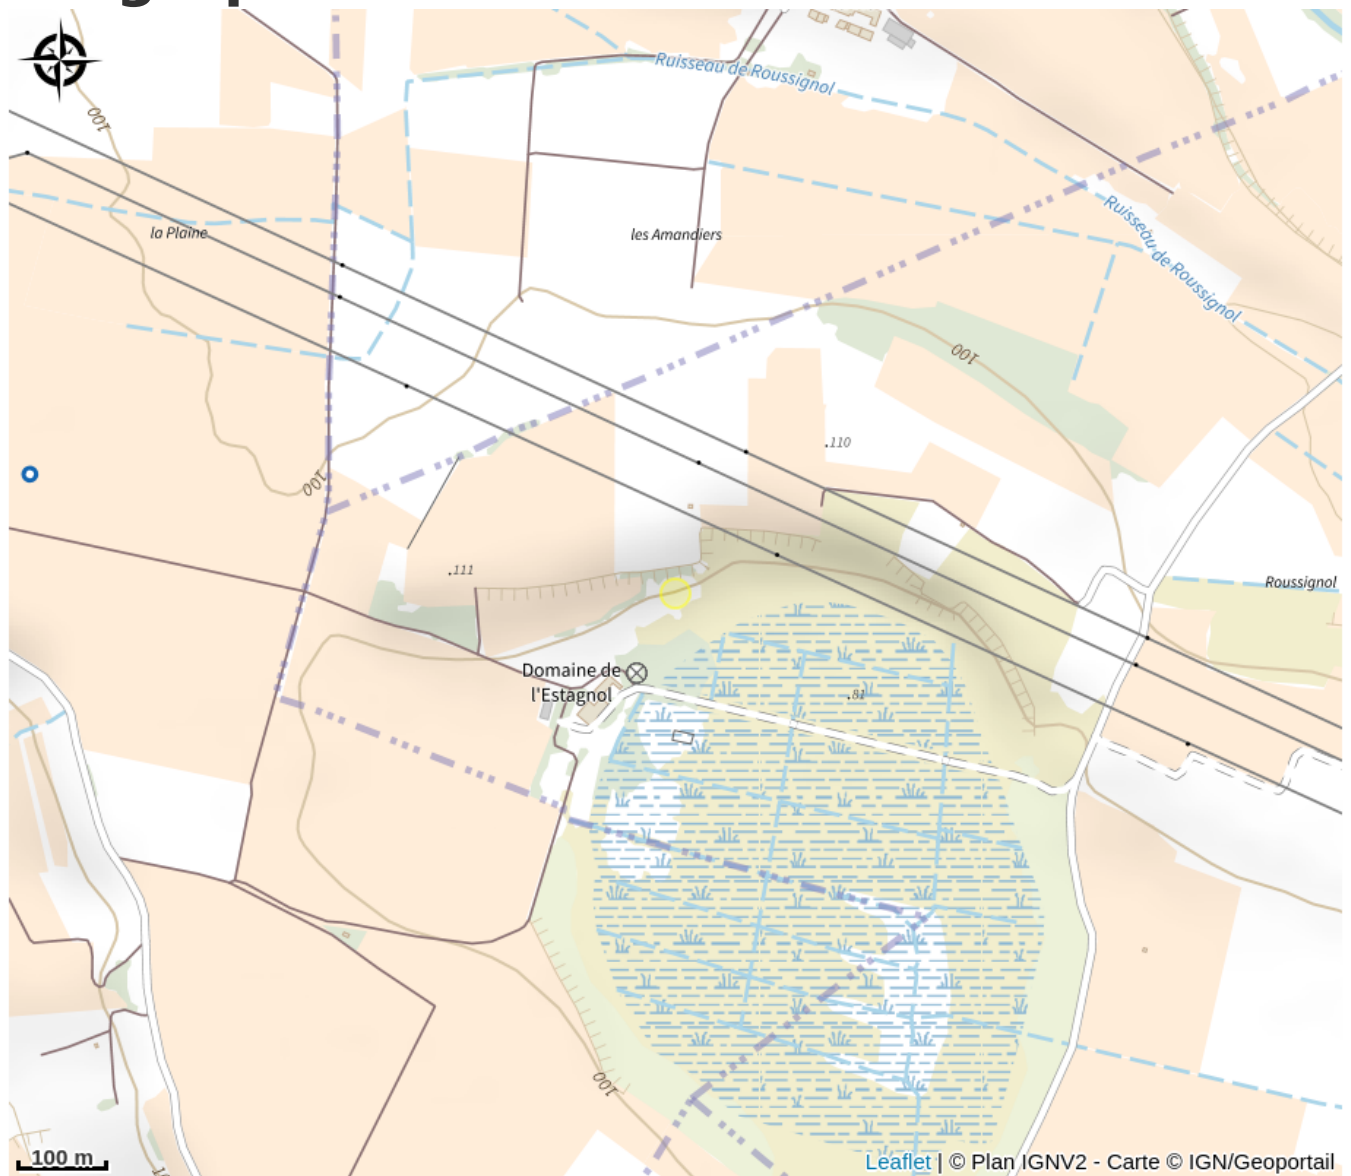 100
Ruisseau de Roussignol
la Plaine
les Amandiers
Ruisseau de Roussignol
100
.110
100
.111
Roussignol
Domaine de
l'Estagnol
.81
100
100 m
Leaflet | © Plan IGNV2 - Carte © IGN/Geoportail